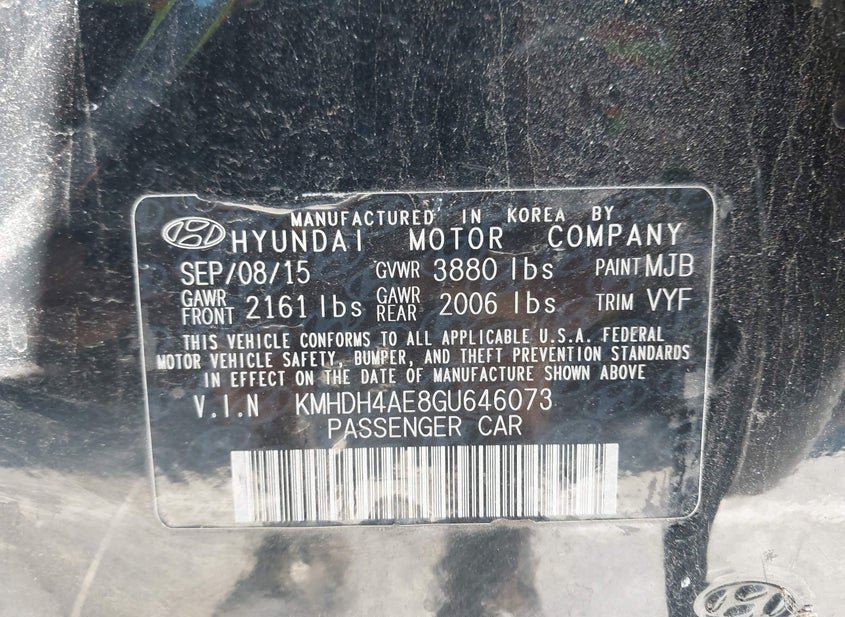 MANUFACTURED IN KOREA BY
HYUNDAI MOTOR COMPANY
SEP/08/15 GVWR 3880 lbs PAINT MJB
GAWR FRONT 2161 lbs GAWR REAR 2006 lbs TRIM VYF
THIS VEHICLE CONFORMS TO ALL APPLICABLE U.S.A. FEDERAL
MOTOR VEHICLE SAFETY, BUMPER, AND THEFT PREVENTION STANDARDS
IN EFFECT ON THE DATE OF MANUFACTURE SHOWN ABOVE
V.I.N KMHDH4AE8GU646073
PASSENGER CAR